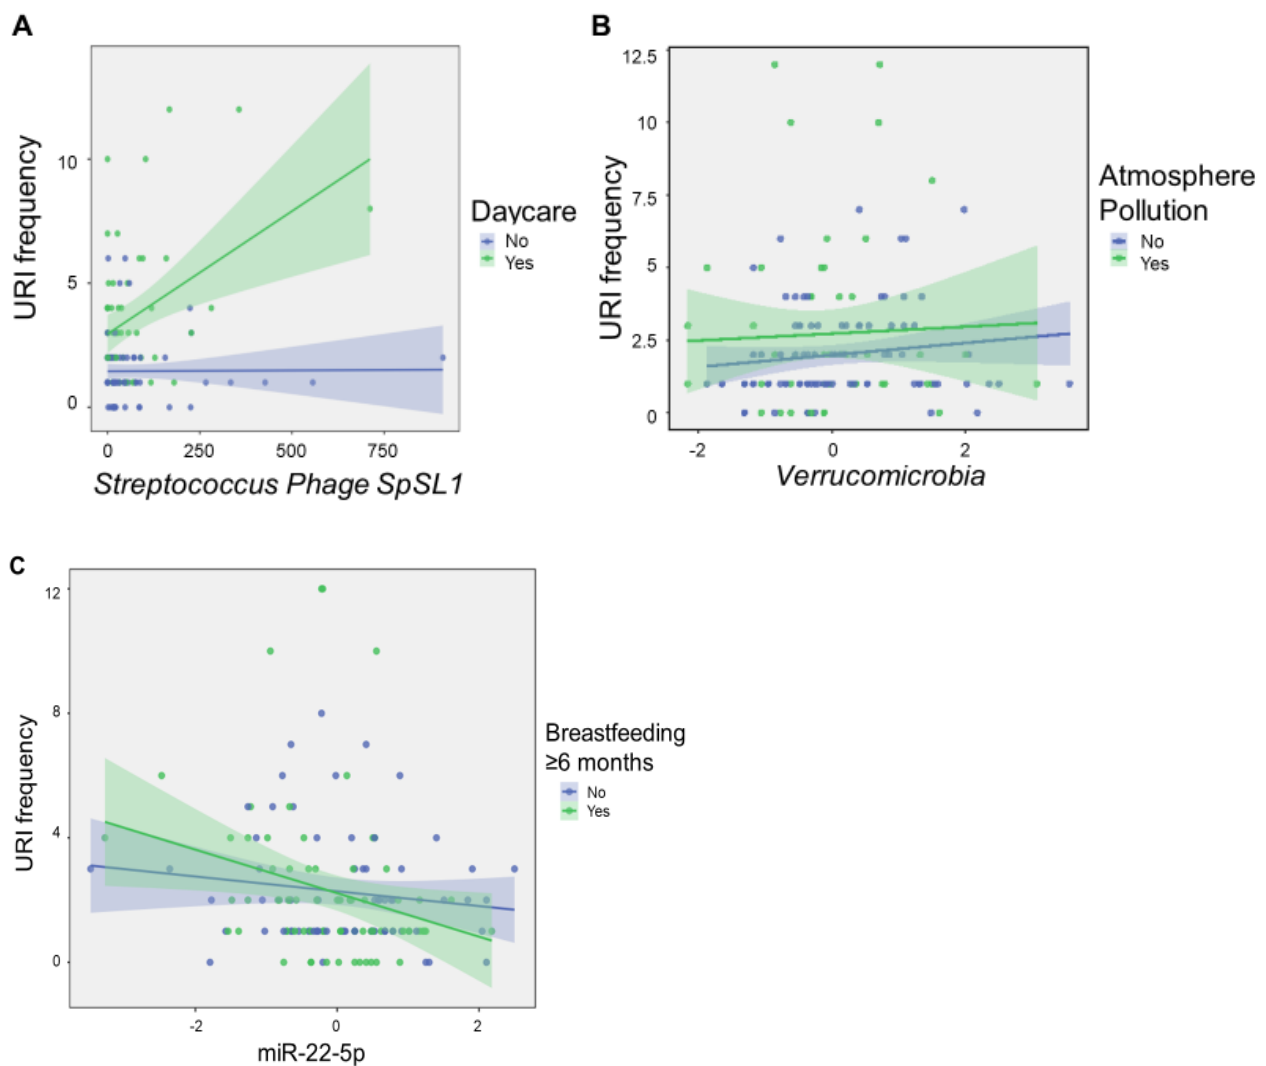 A
URI frequency
10
5
0
0 250 500 750
Streptococcus Phage SpSL1
Daycare
No
Yes
B
URI frequency
12.5
10
7.5
5
2.5
0
-2 0 2
Verrucomicrobia
Atmosphere
Pollution
No
Yes
C
URI frequency
12
8
4
0
-2 0 2
miR-22-5p
Breastfeeding
≥6 months
No
Yes